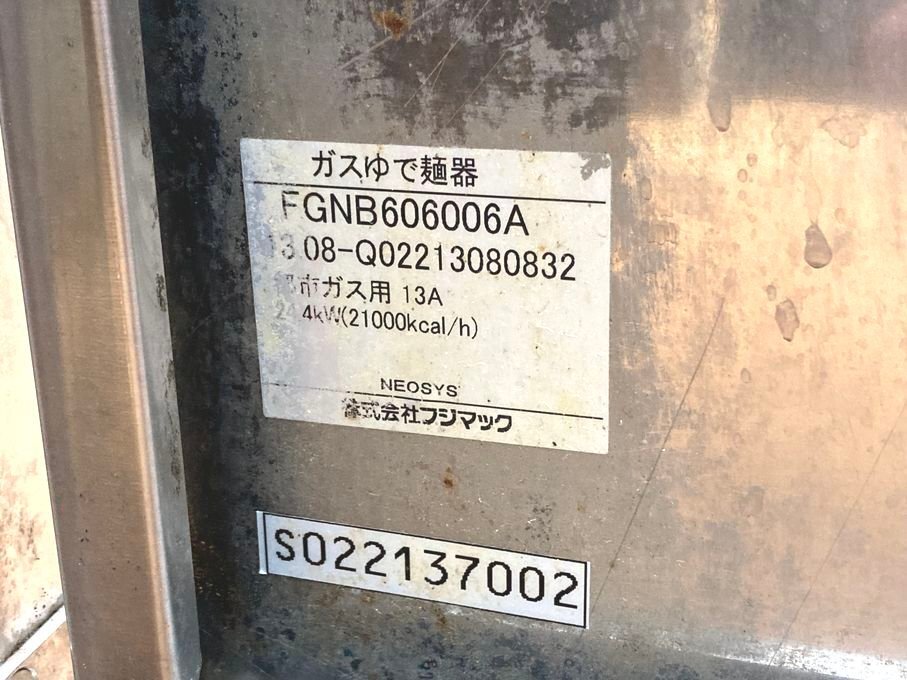 ガスゆで麺器
FGNB606006A
13.08-Q02213080832
都市ガス用 13A
24.4kW(21000kcal/h)
NEOSYS
株式会社フジマック
S022137002